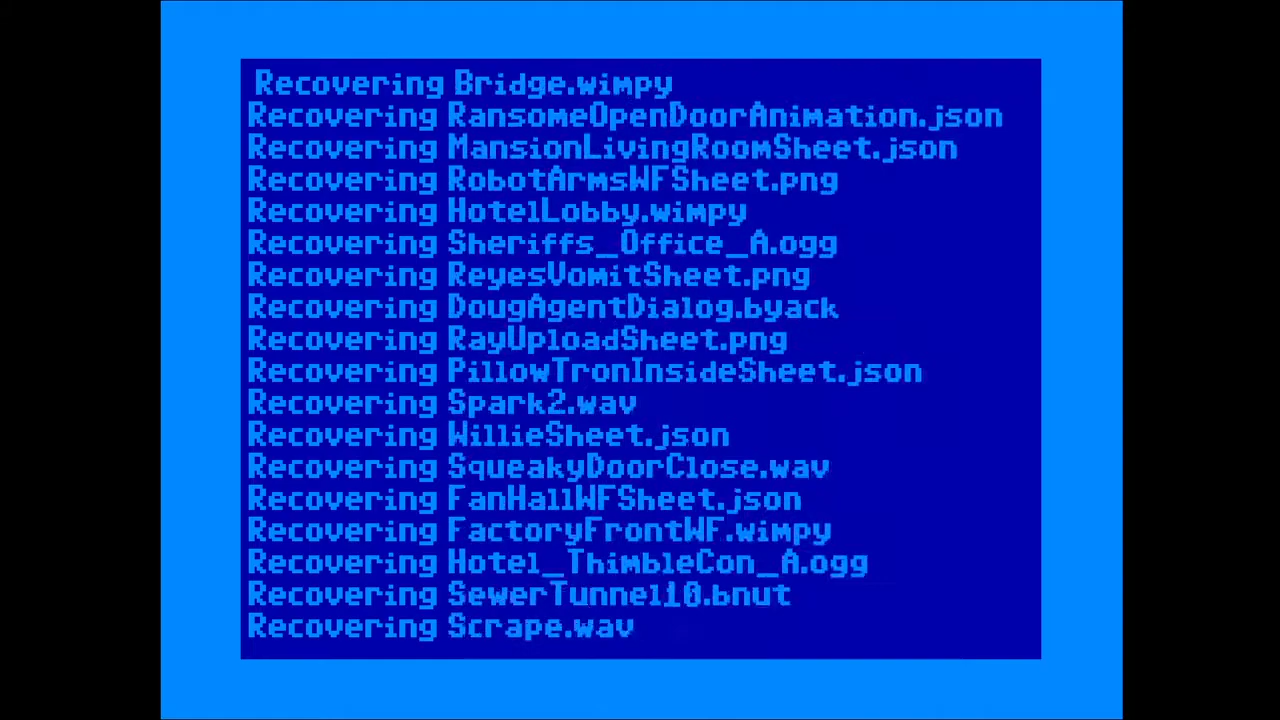 Recovering Bridge.wimpy
Recovering RansomeOpenDoorAnimation.json
Recovering MansionLivingRoomSheet.json
Recovering RobotArmsWFSheet.png
Recovering HotelLobby.wimpy
Recovering Sheriffs_Office_A.ogg
Recovering ReyesVomitSheet.png
Recovering DougAgentDialog.byack
Recovering RayUploadSheet.png
Recovering PillowTronInsideSheet.json
Recovering Spark2.wav
Recovering WillieSheet.json
Recovering SqueakyDoorClose.wav
Recovering FanHallWFSheet.json
Recovering FactoryFrontWF.wimpy
Recovering Hotel_ThimbleCon_A.ogg
Recovering SewerTunnel10.bnut
Recovering Scrape.wav